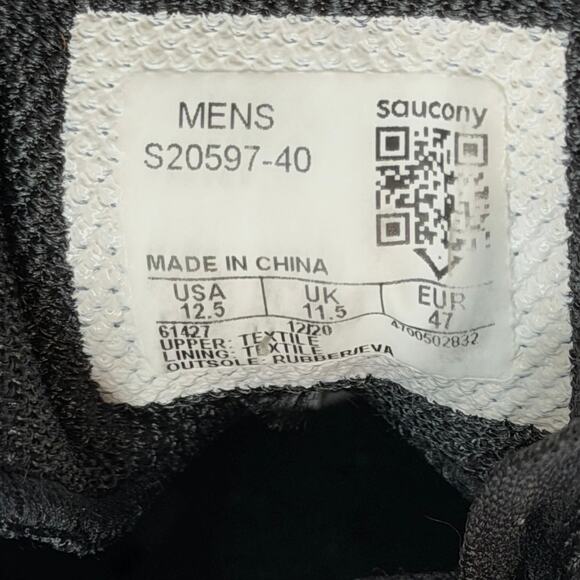 MENS
saucony
S20597-40
MADE IN CHINA
USA UK EUR
12.5 11.5 47
61427 12/20 4700502832
UPPER: TEXTILE
LINING: TEXTILE
OUTSOLE: RUBBER/EVA